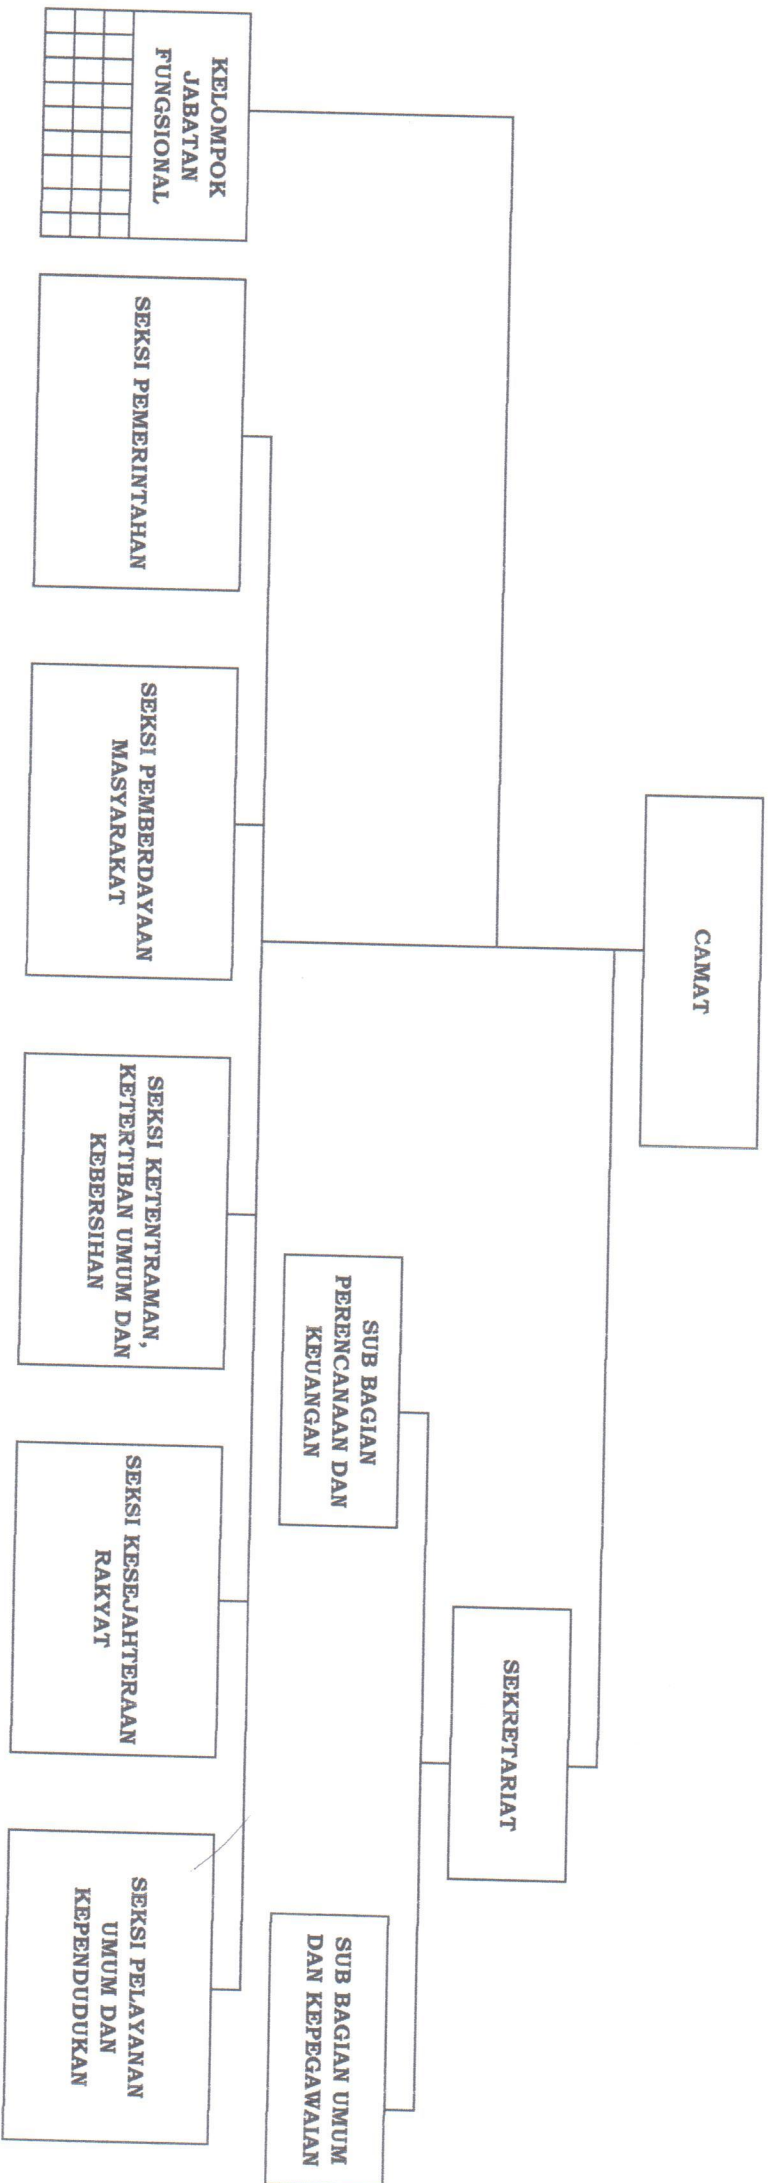 CAMAT
SEKRETARIAT
SUB BAGIAN
PERENCANAAN DAN
KEUANGAN
SUB BAGIAN UMUM
DAN KEPEGAWAIAN
KELOMPOK
JABATAN
FUNGSIONAL
SEKSI PEMERINTAHAN
SEKSI PEMBERDAYAAN
MASYARAKAT
SEKSI KETENTRAMAN,
KETERTIBAN UMUM DAN
KEBERSIHAN
SEKSI KESEJAHTERAAN
RAKYAT
SEKSI PELAYANAN
UMUM DAN
KEPENDUDUKAN